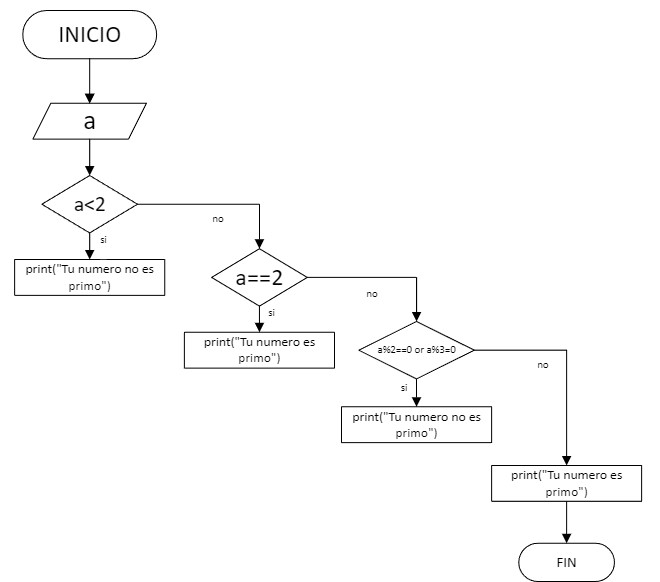 INICIO
a
a<2
no
si
print("Tu numero no es
primo")
a==2
no
si
print("Tu numero es
primo")
a%2==0 or a%3=0
no
si
print("Tu numero no es
primo")
print("Tu numero es
primo")
FIN